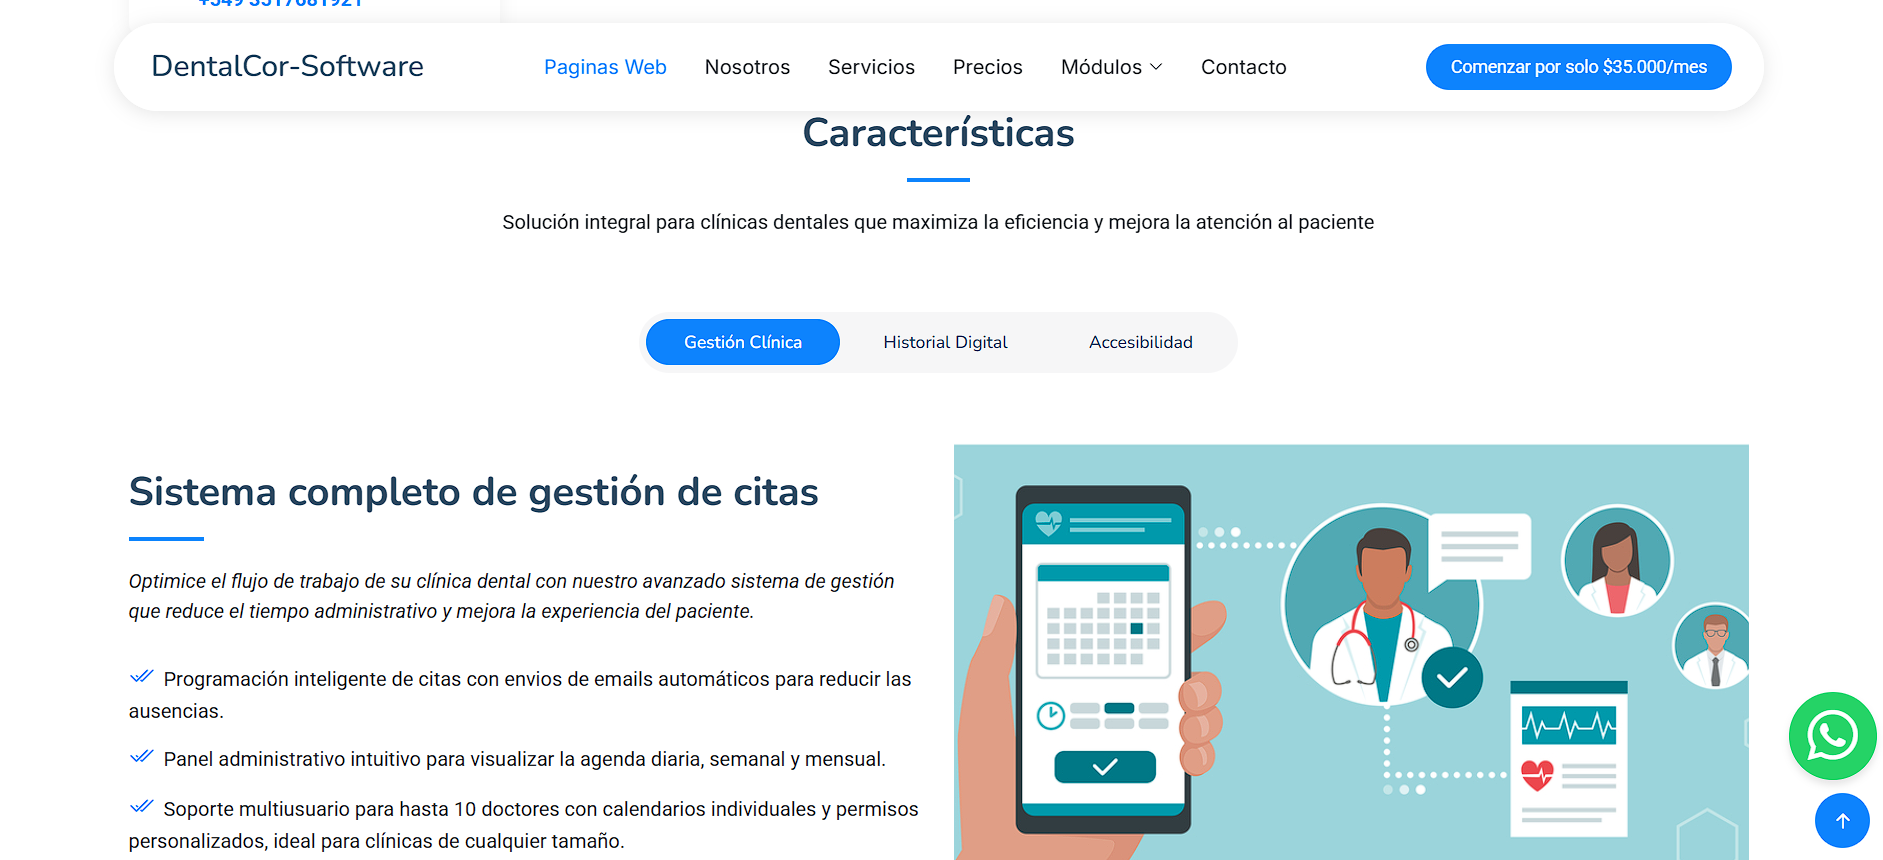 DentalCor-Software
Paginas Web
Nosotros
Servicios
Precios
Módulos
Contacto
Comenzar por solo $35.000/mes
Características
Solución integral para clínicas dentales que maximiza la eficiencia y mejora la atención al paciente
Gestión Clínica
Historial Digital
Accesibilidad
Sistema completo de gestión de citas
Optimice el flujo de trabajo de su clínica dental con nuestro avanzado sistema de gestión
que reduce el tiempo administrativo y mejora la experiencia del paciente.
Programación inteligente de citas con envios de emails automáticos para reducir las
ausencias.
Panel administrativo intuitivo para visualizar la agenda diaria, semanal y mensual.
Soporte multiusuario para hasta 10 doctores con calendarios individuales y permisos
personalizados, ideal para clínicas de cualquier tamaño.